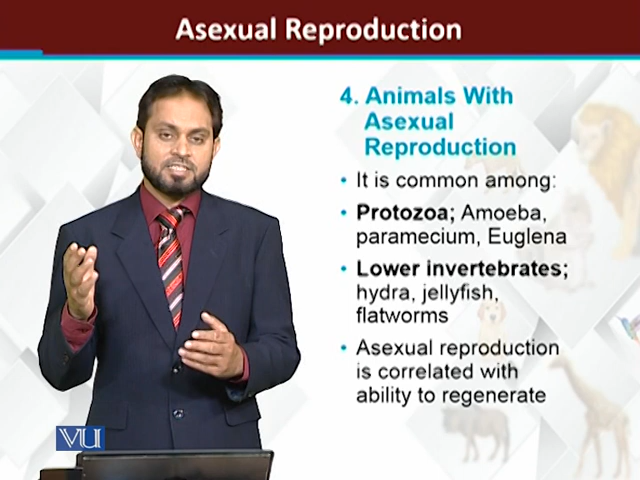 Asexual Reproduction
4. Animals With
Asexual
Reproduction
• It is common among:
• Protozoa; Amoeba,
paramecium, Euglena
• Lower invertebrates;
hydra, jellyfish,
flatworms
• Asexual reproduction
is correlated with
ability to regenerate
VU